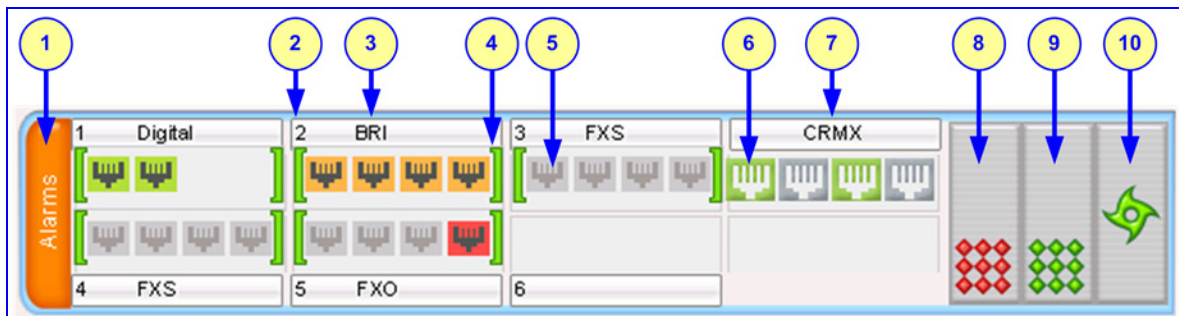 1 2 3 4 5 6 7 8 9 10
Alarms
1 Digital 2 BRI 3 FXS CRMX
4 FXS 5 FXO 6